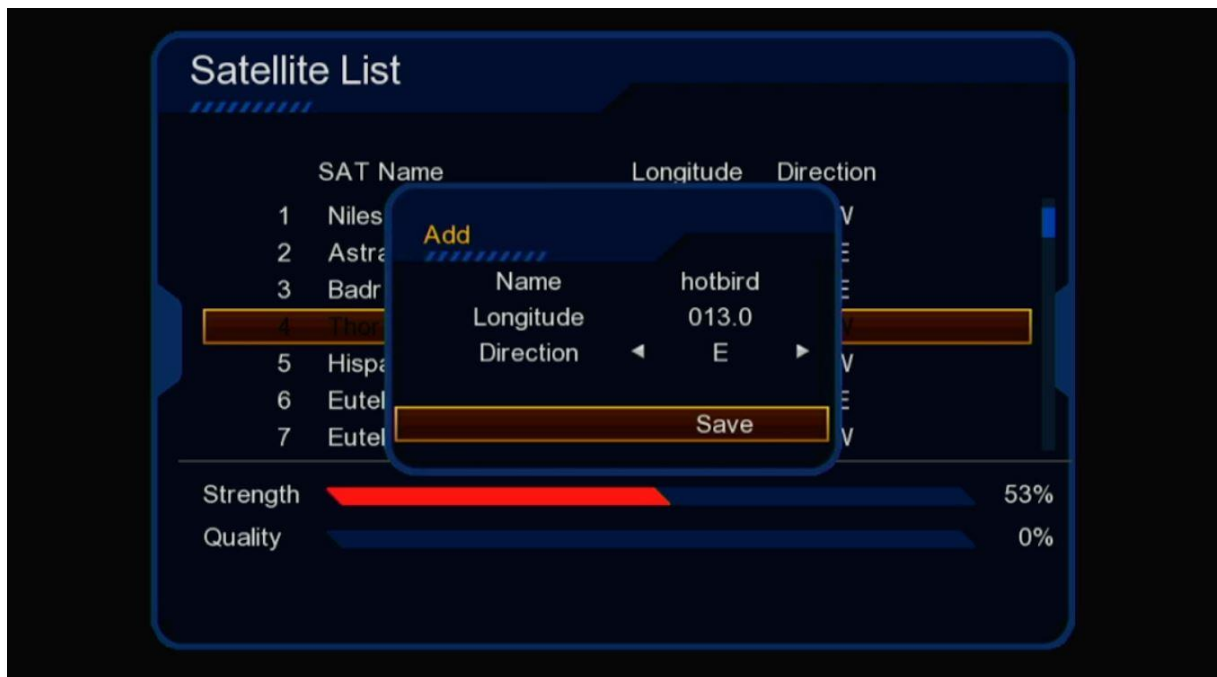 Satellite List
SAT Name Longitude Direction
1 Niles
2 Astra
3 Badr
4 Thor
5 Hispa
6 Eutel
7 Eutel
Add
Name hotbird
Longitude 013.0
Direction E
Save
Strength 53%
Quality 0%